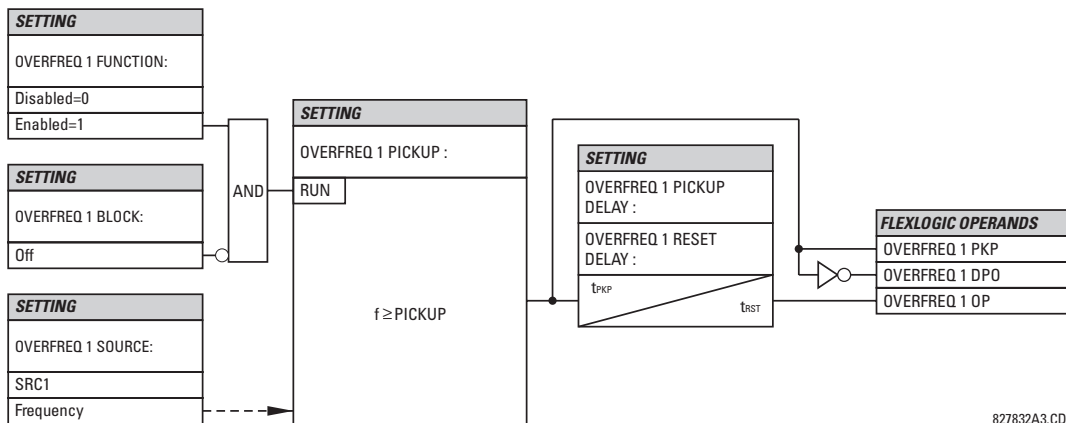 SETTING
OVERFREQ 1 FUNCTION:
Disabled=0
Enabled=1
SETTING
OVERFREQ 1 BLOCK:
Off
SETTING
OVERFREQ 1 SOURCE:
SRC1
Frequency
AND
SETTING
OVERFREQ 1 PICKUP :
RUN
f ≥ PICKUP
SETTING
OVERFREQ 1 PICKUP
DELAY :
OVERFREQ 1 RESET
DELAY :
tPKP
tRST
FLEXLOGIC OPERANDS
OVERFREQ 1 PKP
OVERFREQ 1 DPO
OVERFREQ 1 OP
827832A3.CD